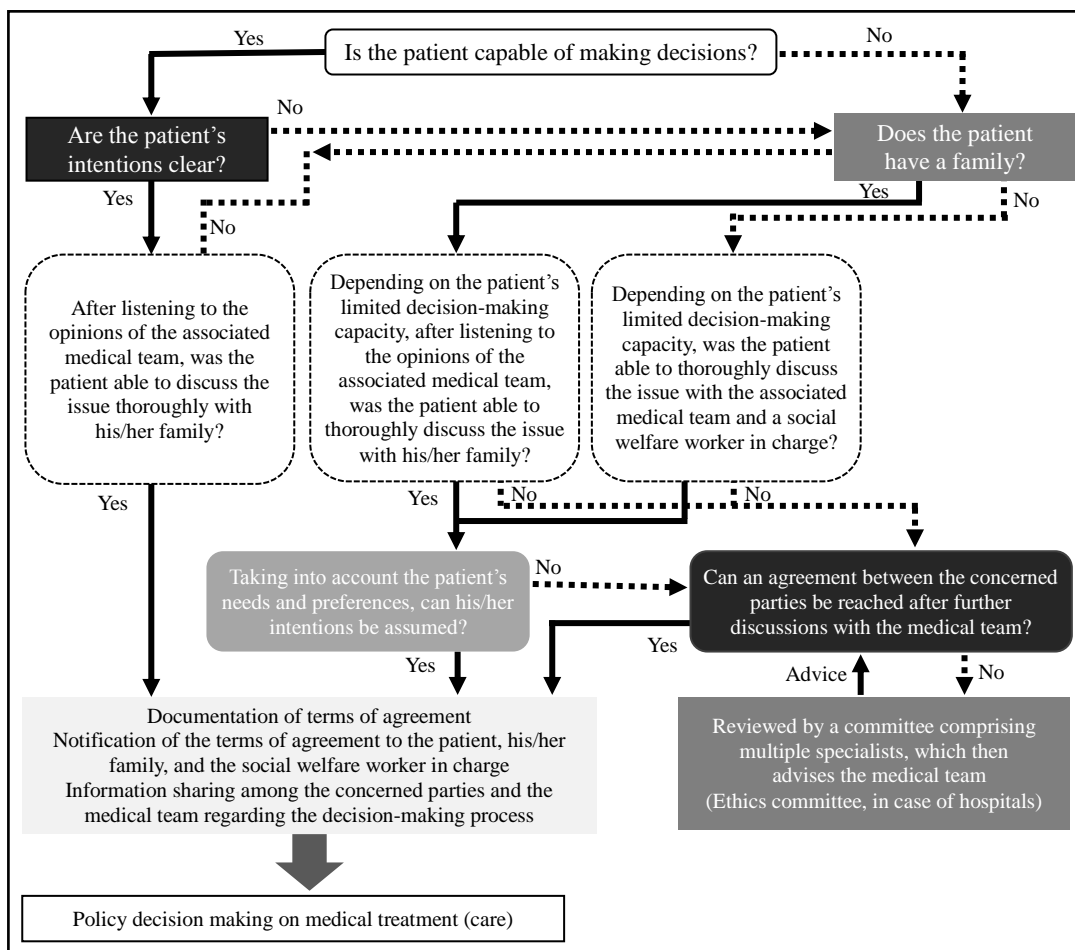 Yes
Is the patient capable of making decisions?
No
Are the patient’s
intentions clear?
No
Does the patient
have a family?
Yes
No
Yes
No
After listening to the
opinions of the associated
medical team, was the
patient able to discuss the
issue thoroughly with
his/her family?
Depending on the patient’s
limited decision-making
capacity, after listening to
the opinions of the
associated medical team,
was the patient able to
thoroughly discuss the issue
with his/her family?
Depending on the patient’s
limited decision-making
capacity, was the patient
able to thoroughly discuss
the issue with the associated
medical team and a social
welfare worker in charge?
Yes
Yes
No
No
Taking into account the patient’s
needs and preferences, can his/her
intentions be assumed?
No
Can an agreement between the concerned
parties be reached after further
discussions with the medical team?
Yes
Yes
Advice
No
Documentation of terms of agreement
Notification of the terms of agreement to the patient, his/her
family, and the social welfare worker in charge
Information sharing among the concerned parties and the
medical team regarding the decision-making process
Reviewed by a committee comprising
multiple specialists, which then
advises the medical team
(Ethics committee, in case of hospitals)
Policy decision making on medical treatment (care)